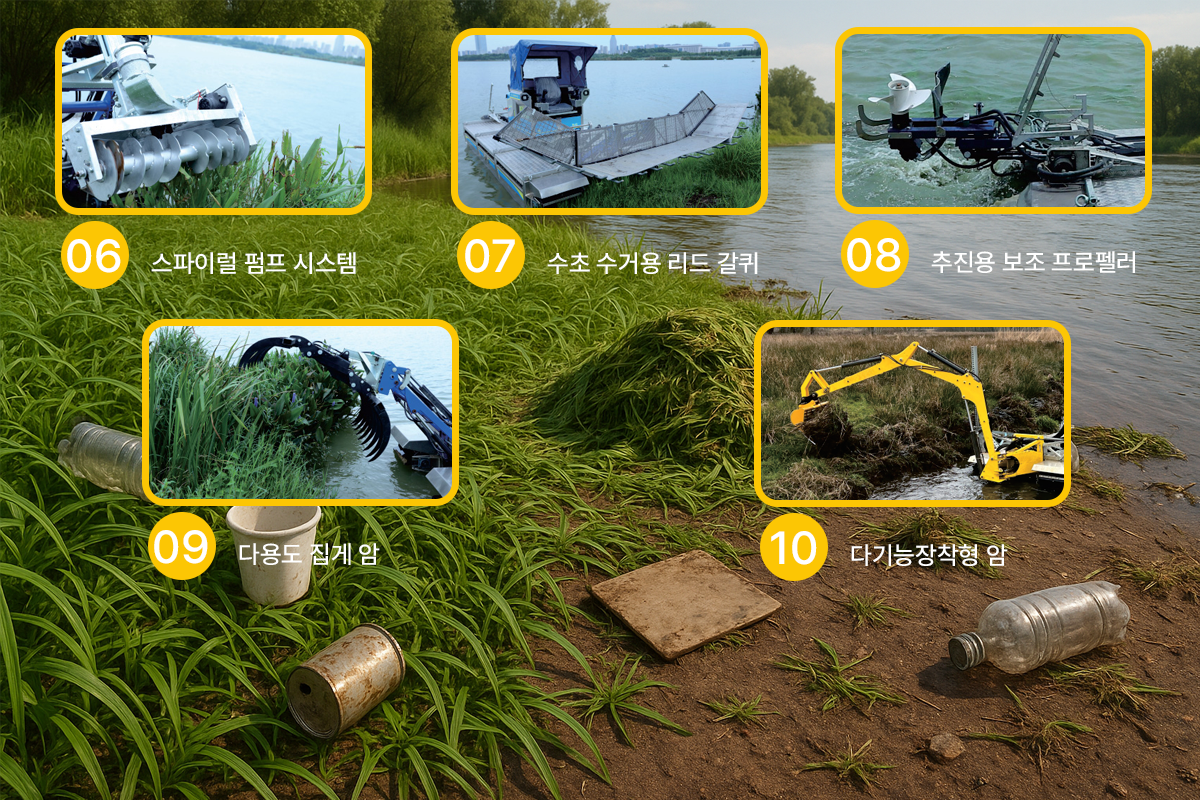 06 스파이럴 펌프 시스템
07 수초 수거용 리드 갈퀴
08 추진용 보조 프로펠러
09 다용도 집게 암
10 다기능장착형 암